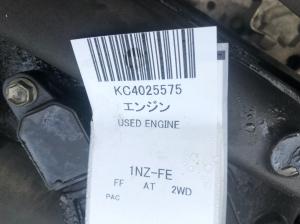 KC4025575
エンジン
USED ENGINE
1NZ-FE
FF AT 2WD
PAC